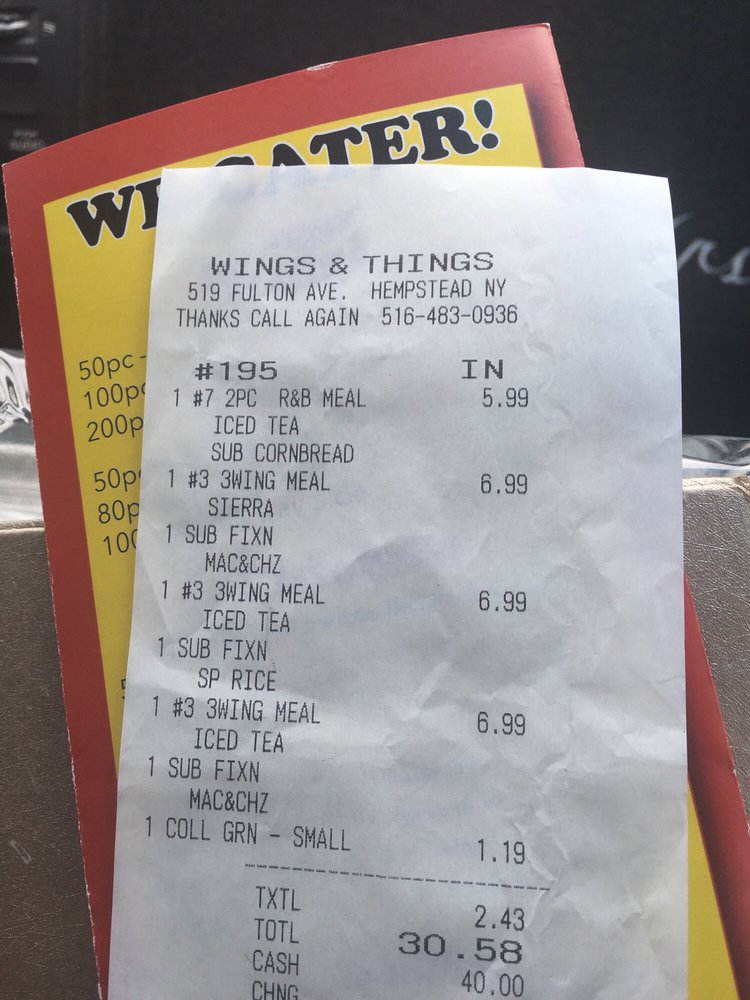 WE CATER!
50pc -
100pc
200p
50p
80p
100
WINGS & THINGS
519 FULTON AVE. HEMPSTEAD NY
THANKS CALL AGAIN 516-483-0936
#195 IN
1 #7 2PC R&B MEAL 5.99
ICED TEA
SUB CORNBREAD
1 #3 3WING MEAL 6.99
SIERRA
1 SUB FIXN
MAC&CHZ
1 #3 3WING MEAL 6.99
ICED TEA
1 SUB FIXN
SP RICE
1 #3 3WING MEAL 6.99
ICED TEA
1 SUB FIXN
MAC&CHZ
1 COLL GRN - SMALL 1.19
TXTL 2.43
TOTL 30.58
CASH 40.00
CHNG